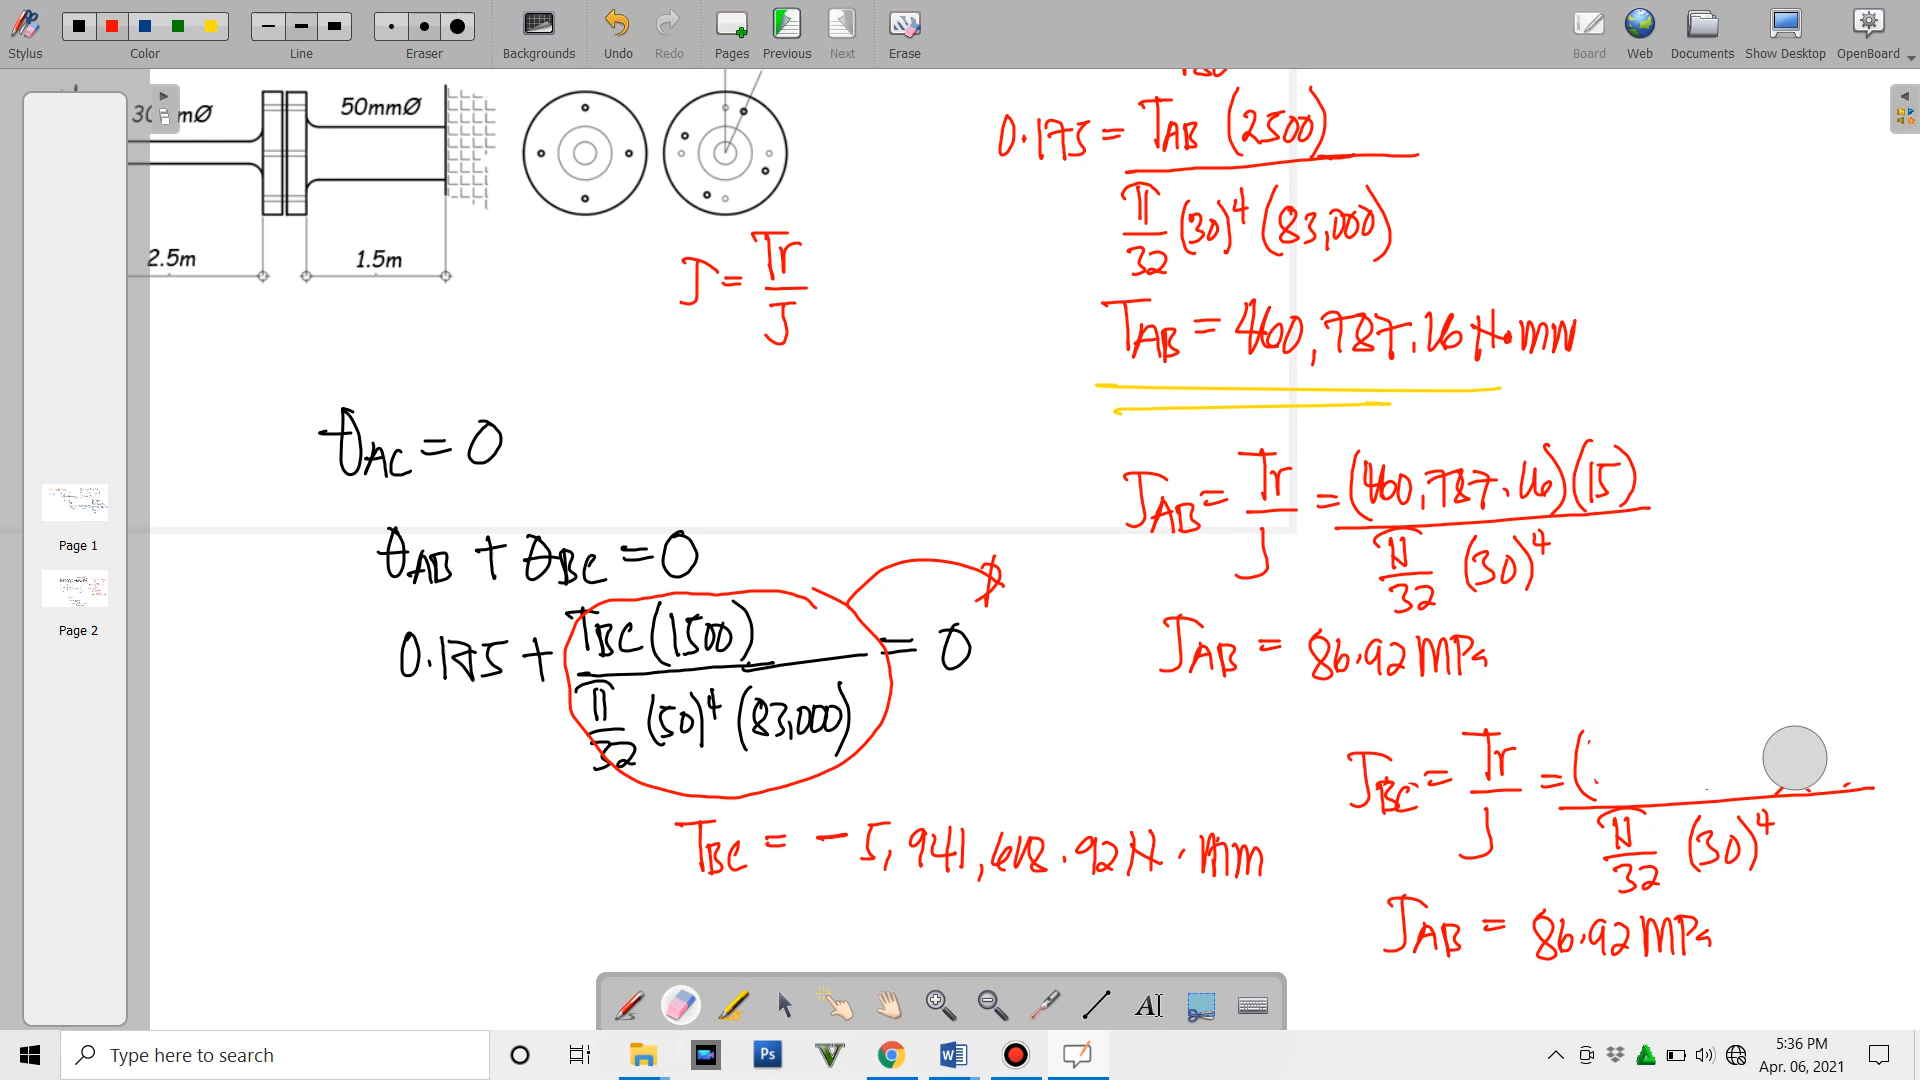 Stylus
Color
Line
Eraser
Backgrounds
Undo
Redo
Pages
Previous
Next
Erase
Board
Web
Documents
Show Desktop
OpenBoard
Page 1
Page 2
50mmØ
2.5m
1.5m
J = Tr / J
θAC = 0
θAB + θBC = 0
0.175 + TBC (1500) / π/32 (50)^4 (83,000) = 0
TBC = - 5,941,618.92 N.mm
0.175 = TAB (2500) / π/32 (30)^4 (83,000)
TAB = 460,787.16 N.mm
JAB = Tr / J = (460,787.16)(15) / π/32 (30)^4
JAB = 86.92 MPa
JBC = Tr / J = ( / π/32 (30)^4
JAB = 86.92 MPa
Type here to search
5:36 PM
Apr. 06, 2021